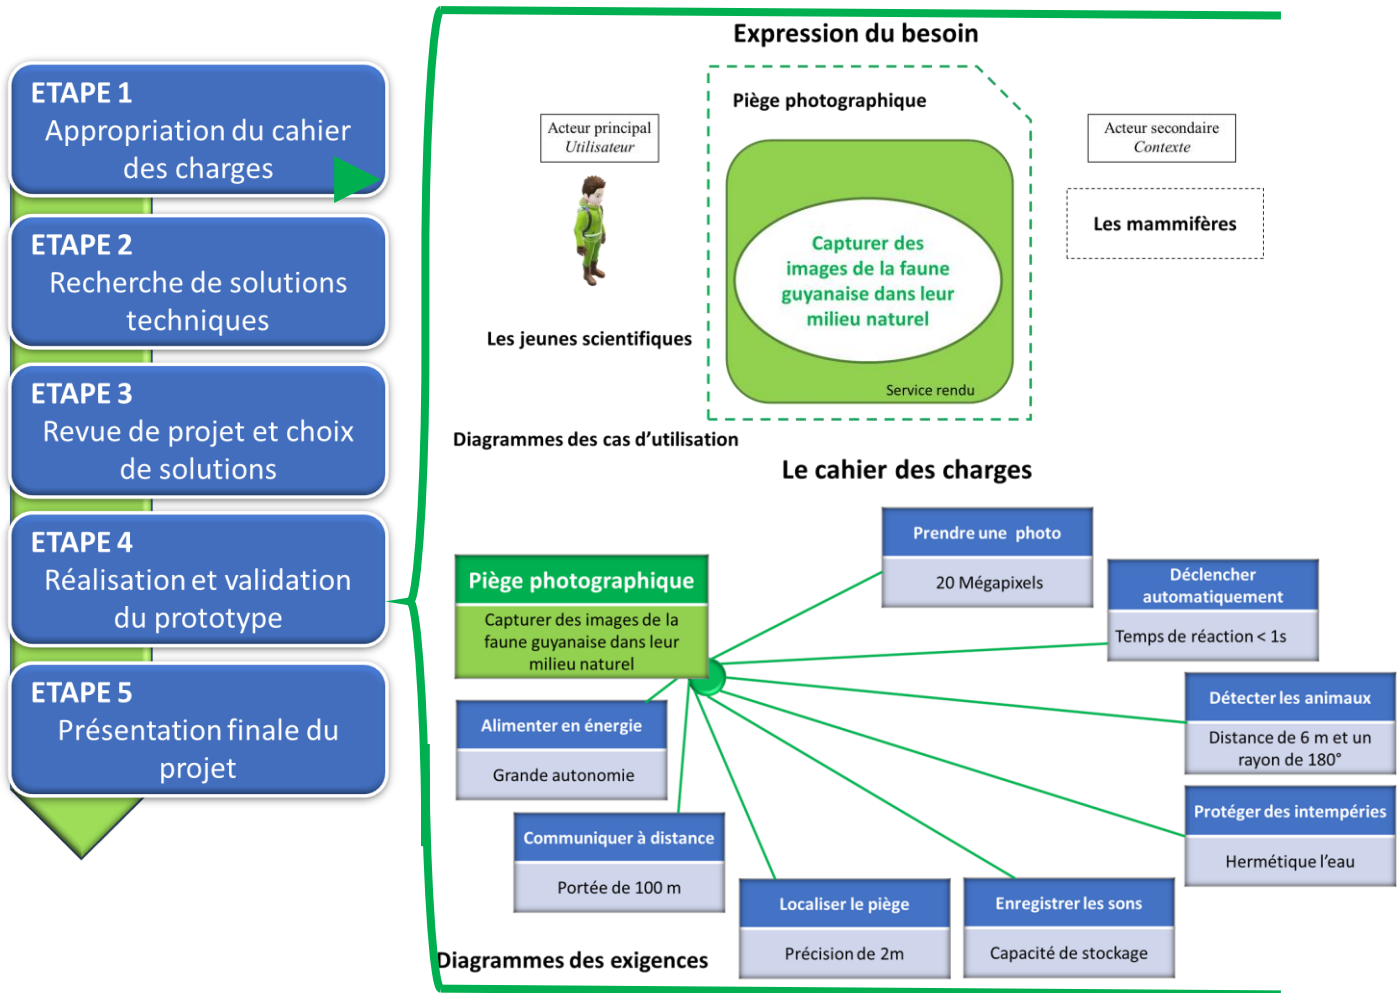 ETAPE 1
Appropriation du cahier
des charges
ETAPE 2
Recherche de solutions
techniques
ETAPE 3
Revue de projet et choix
de solutions
ETAPE 4
Réalisation et validation
du prototype
ETAPE 5
Présentation finale du
projet
Expression du besoin
Piège photographique
Acteur principal
Utilisateur
Acteur secondaire
Contexte
Les mammifères
Capturer des
images de la faune
guyanaise dans leur
milieu naturel
Les jeunes scientifiques
Service rendu
Diagrammes des cas d'utilisation
Le cahier des charges
Prendre une photo
20 Mégapixels
Piège photographique
Capturer des images de la
faune guyanaise dans leur
milieu naturel
Déclencher
automatiquement
Temps de réaction < 1s
Détecter les animaux
Distance de 6 m et un
rayon de 180°
Alimenter en énergie
Grande autonomie
Protéger des intempéries
Hermétique l'eau
Communiquer à distance
Portée de 100 m
Localiser le piège
Précision de 2m
Enregistrer les sons
Capacité de stockage
Diagrammes des exigences